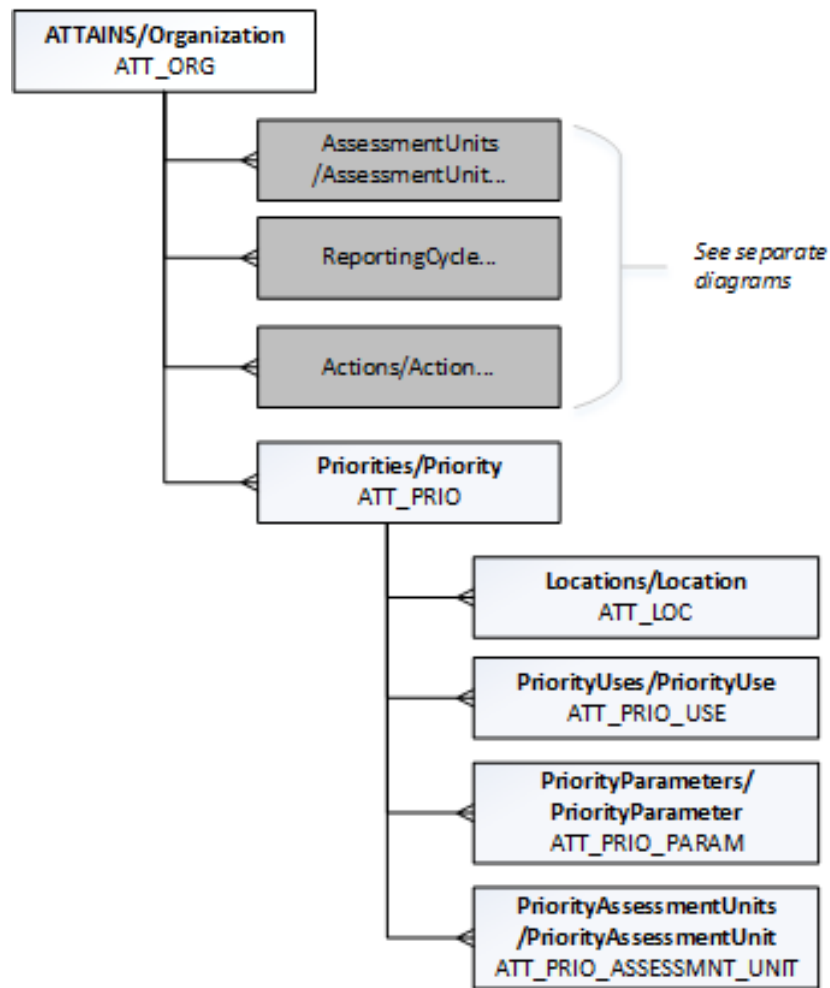 ATTAINS/Organization
ATT_ORG
AssessmentUnits
/AssessmentUnit...
ReportingCycle...
See separate
diagrams
Actions/Action...
Priorities/Priority
ATT_PRIO
Locations/Location
ATT_LOC
PriorityUses/PriorityUse
ATT_PRIO_USE
PriorityParameters/
PriorityParameter
ATT_PRIO_PARAM
PriorityAssessmentUnits
/PriorityAssessmentUnit
ATT_PRIO_ASSESSMNT_UNIT